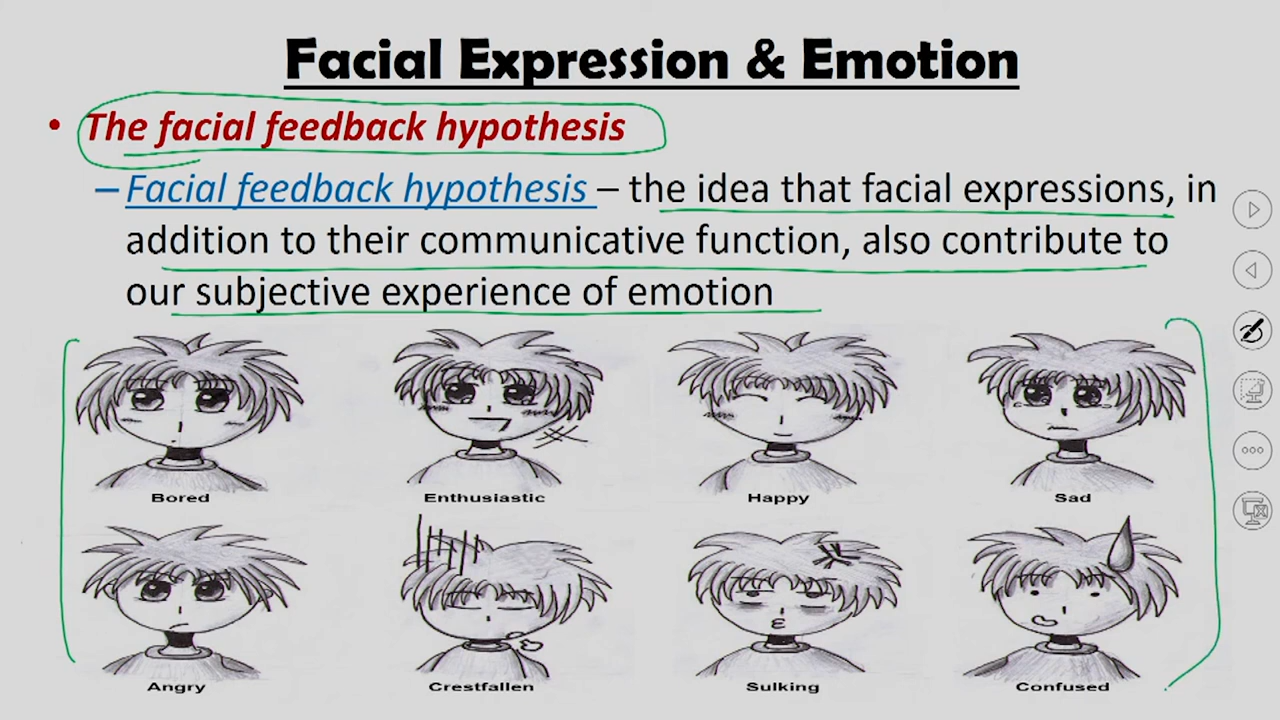 Facial Expression & Emotion
• The facial feedback hypothesis
– Facial feedback hypothesis – the idea that facial expressions, in
addition to their communicative function, also contribute to
our subjective experience of emotion
Bored Enthusiastic Happy Sad
Angry Crestfallen Sulking Confused